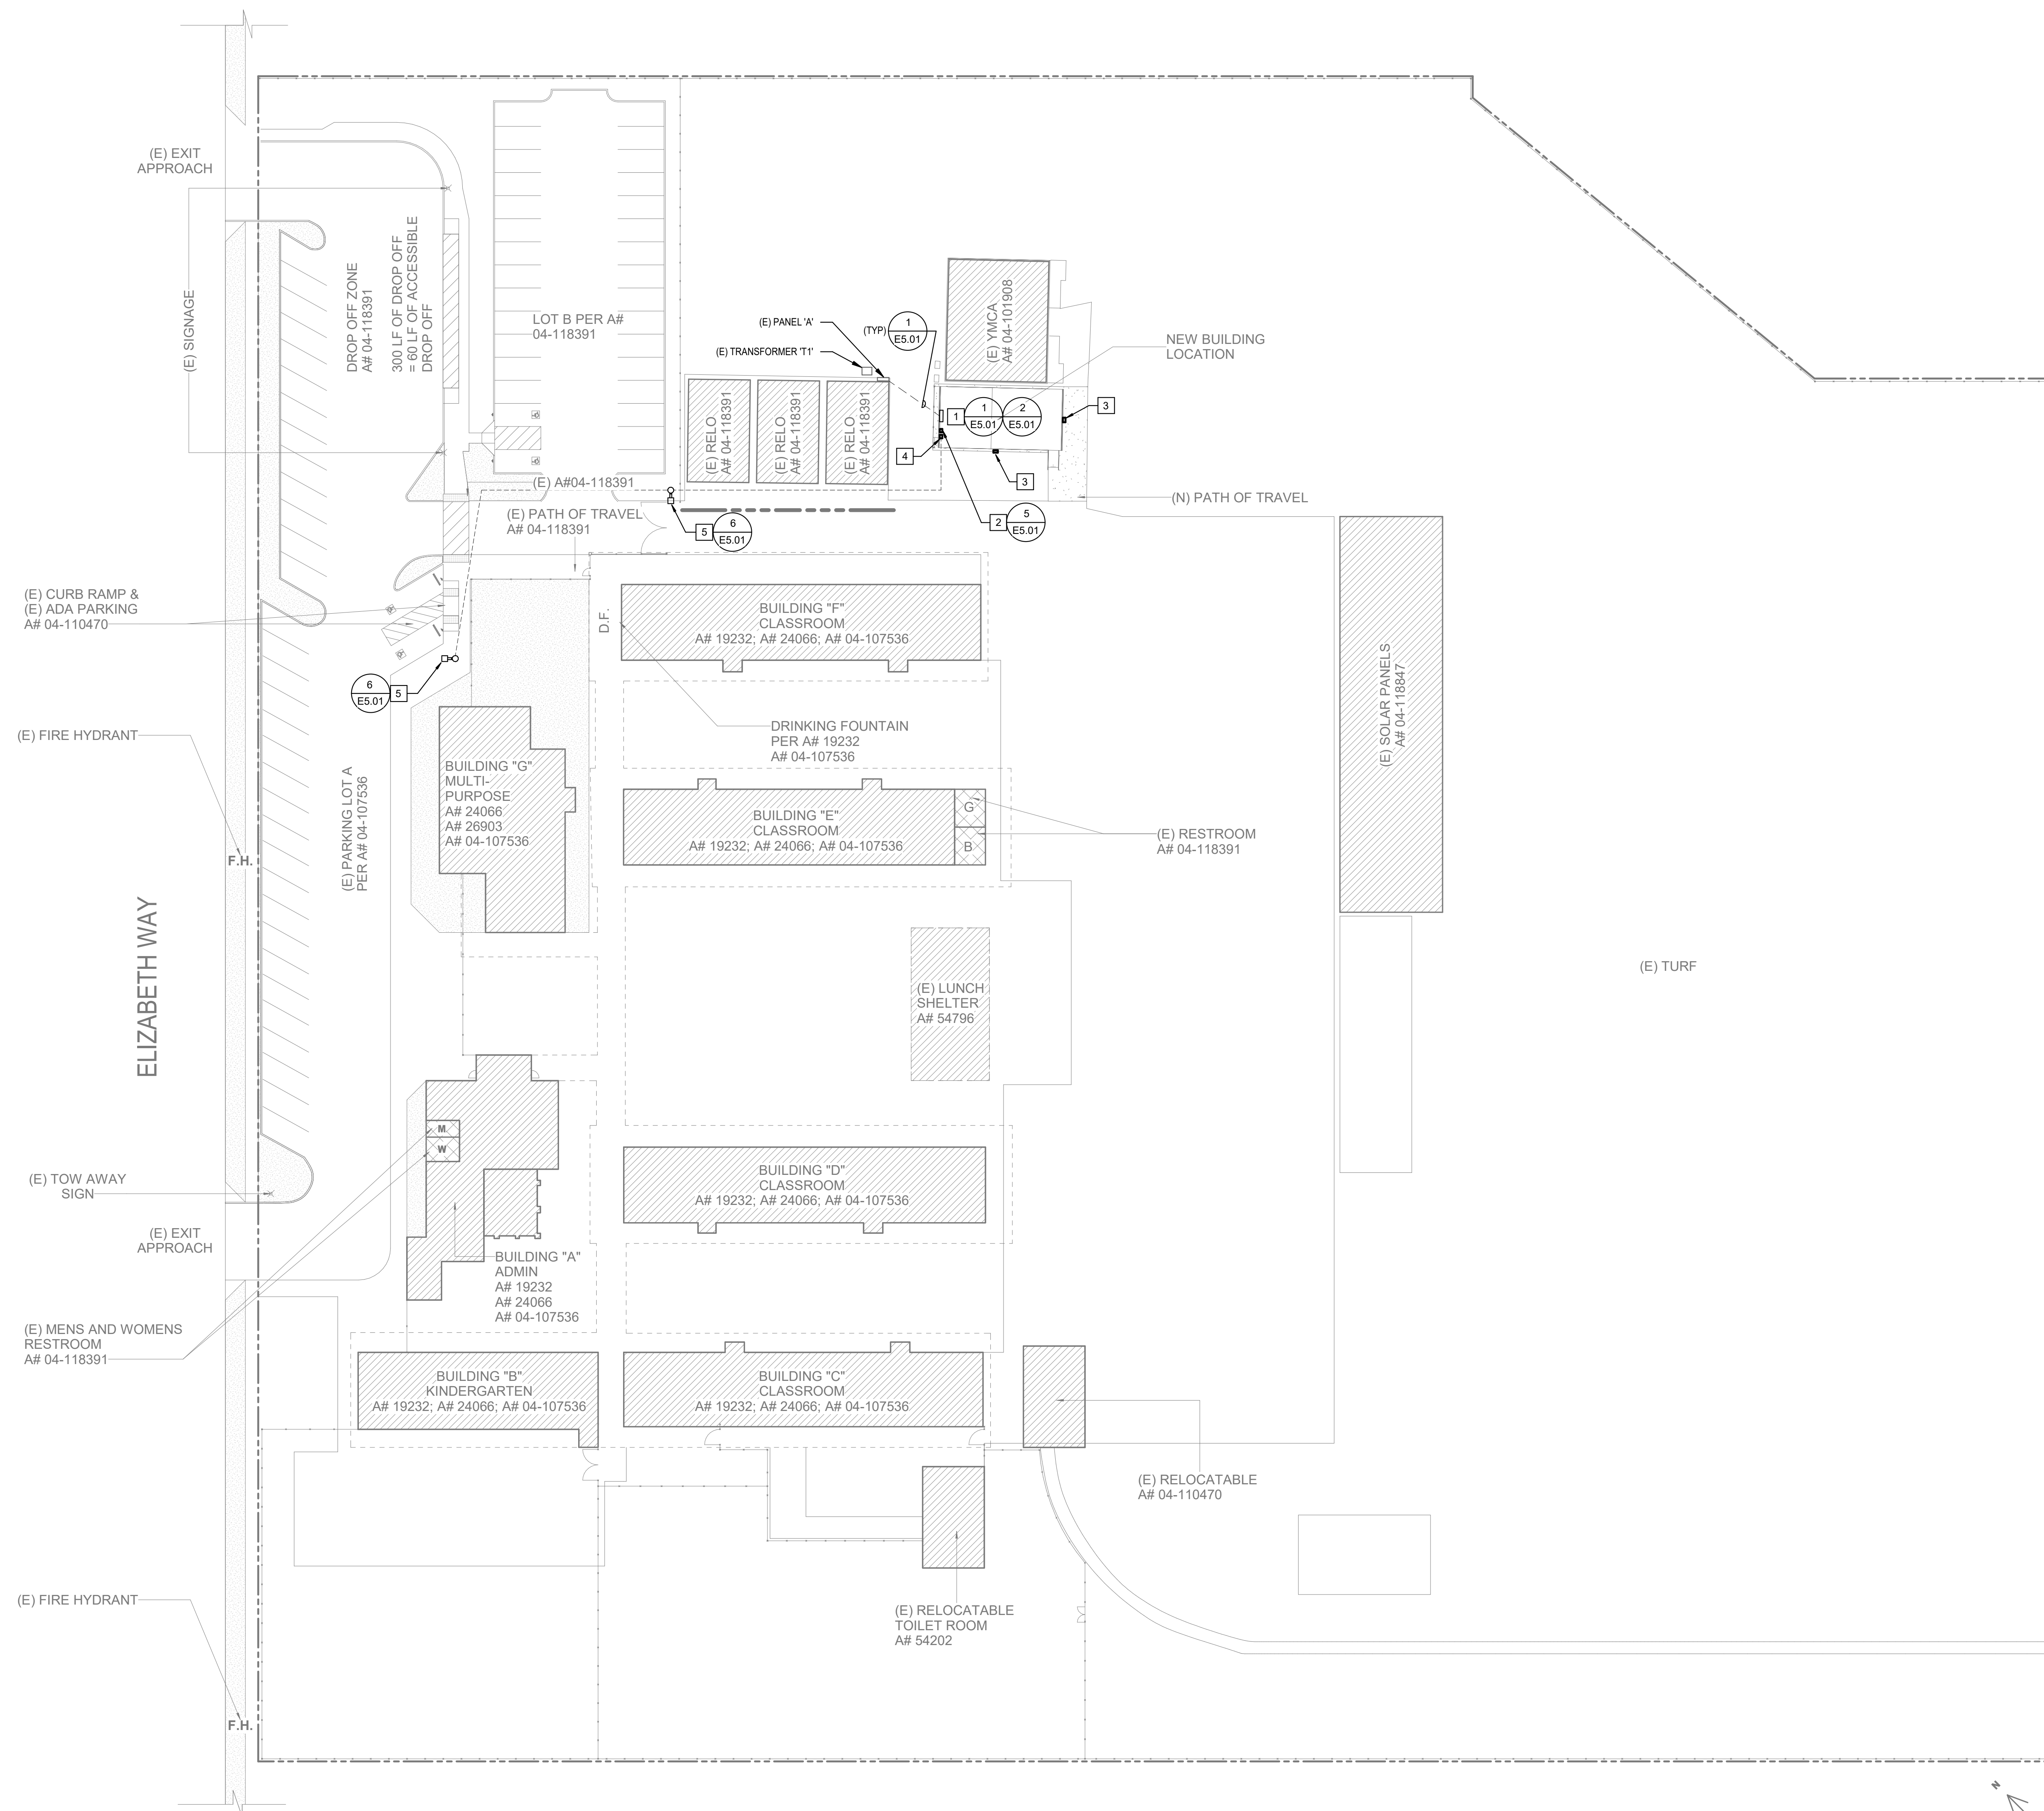 (E) EXIT
APPROACH
(E) SIGNAGE
DROP OFF ZONE
A# 04-118391
300 LF OF DROP OFF
= 60 LF OF ACCESSIBLE
DROP OFF
LOT B PER A#
04-118391
(E) PANEL 'A'
(E) TRANSFORMER 'T1'
(TYP)
1
E5.01
(E) YMCA
A# 04-101908
NEW BUILDING
LOCATION
(E) RELO
A# 04-118391
(E) RELO
A# 04-118391
(E) RELO
A# 04-118391
1
1
E5.01
2
E5.01
3
4
3
(E) A#04-118391
(E) PATH OF TRAVEL
A# 04-118391
5
6
E5.01
2
5
E5.01
(N) PATH OF TRAVEL
(E) CURB RAMP &
(E) ADA PARKING
A# 04-110470
D.F.
BUILDING "F"
CLASSROOM
A# 19232; A# 24066; A# 04-107536
(E) SOLAR PANELS
A# 04-118847
6
E5.01
5
(E) FIRE HYDRANT
DRINKING FOUNTAIN
PER A# 19232
A# 04-107536
(E) PARKING LOT A
PER A# 04-107536
BUILDING "G"
MULTI-
PURPOSE
A# 24066
A# 26903
A# 04-107536
BUILDING "E"
CLASSROOM
A# 19232; A# 24066; A# 04-107536
G
B
(E) RESTROOM
A# 04-118391
F.H.
ELIZABETH WAY
(E) LUNCH
SHELTER
A# 54796
(E) TURF
M
W
(E) TOW AWAY
SIGN
BUILDING "D"
CLASSROOM
A# 19232; A# 24066; A# 04-107536
(E) EXIT
APPROACH
BUILDING "A"
ADMIN
A# 19232
A# 24066
A# 04-107536
(E) MENS AND WOMENS
RESTROOM
A# 04-118391
BUILDING "B"
KINDERGARTEN
A# 19232; A# 24066; A# 04-107536
BUILDING "C"
CLASSROOM
A# 19232; A# 24066; A# 04-107536
(E) RELOCATABLE
A# 04-110470
(E) FIRE HYDRANT
(E) RELOCATABLE
TOILET ROOM
A# 54202
F.H.
N